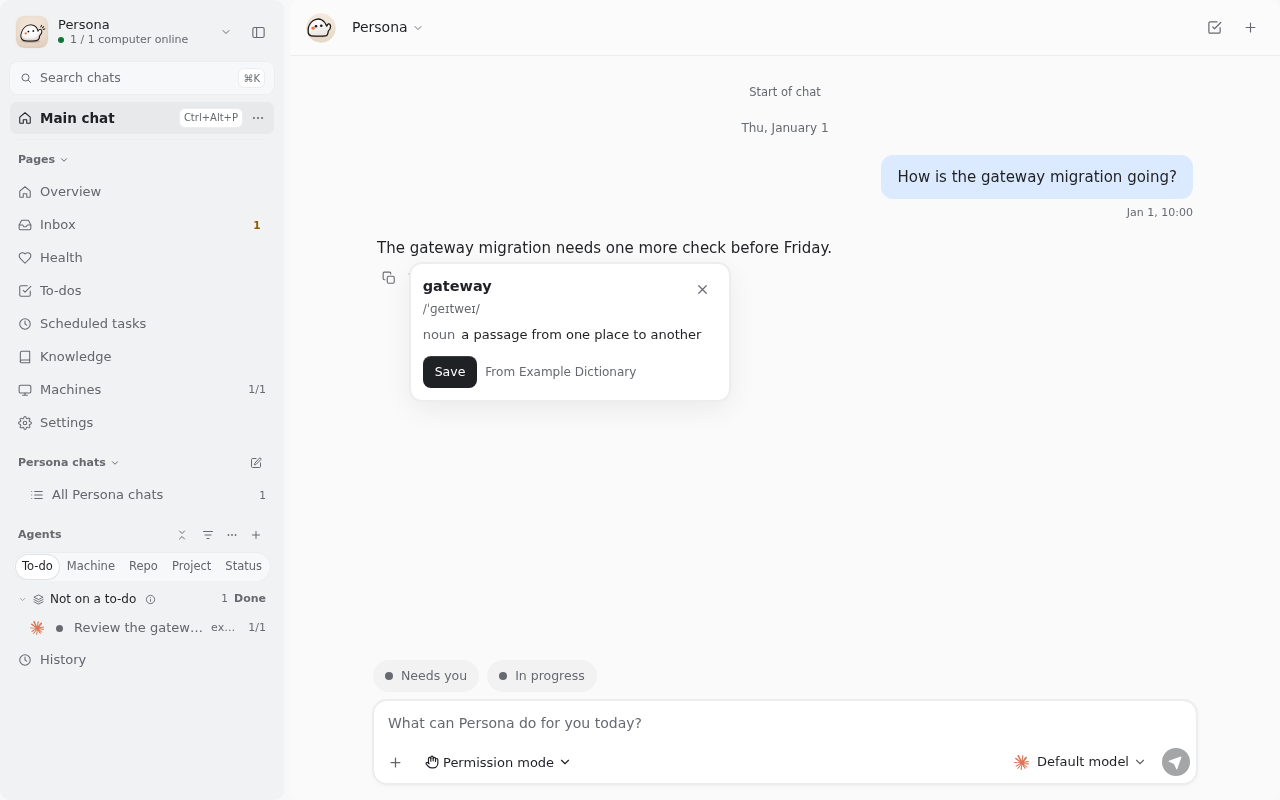 Persona
1 / 1 computer online
Search chats
⌘K
Main chat
Ctrl+Alt+P
Pages
Overview
Inbox
1
Health
To-dos
Scheduled tasks
Knowledge
Machines
1/1
Settings
Persona chats
All Persona chats
1
Agents
To-do
Machine
Repo
Project
Status
Not on a to-do
1 Done
Review the gatew…
ex…
1/1
History
Persona
Start of chat
Thu, January 1
How is the gateway migration going?
Jan 1, 10:00
The gateway migration needs one more check before Friday.
gateway
/ˈɡeɪtweɪ/
noun a passage from one place to another
Save
From Example Dictionary
Needs you
In progress
What can Persona do for you today?
Permission mode
Default model